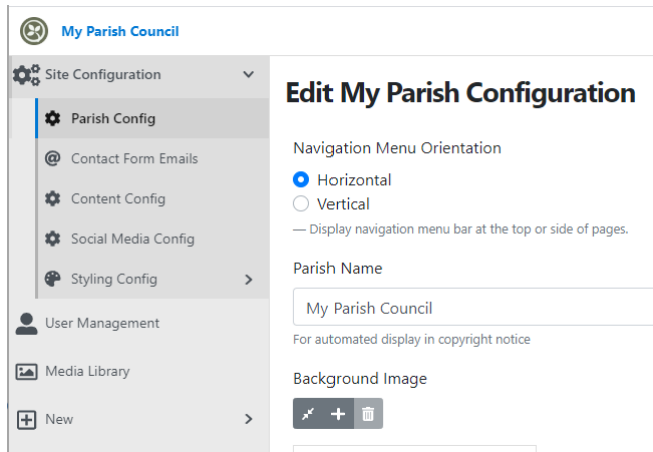 My Parish Council
Site Configuration
Parish Config
Contact Form Emails
Content Config
Social Media Config
Styling Config
User Management
Media Library
New
Edit My Parish Configuration
Navigation Menu Orientation
Horizontal
Vertical
— Display navigation menu bar at the top or side of pages.
Parish Name
My Parish Council
For automated display in copyright notice
Background Image